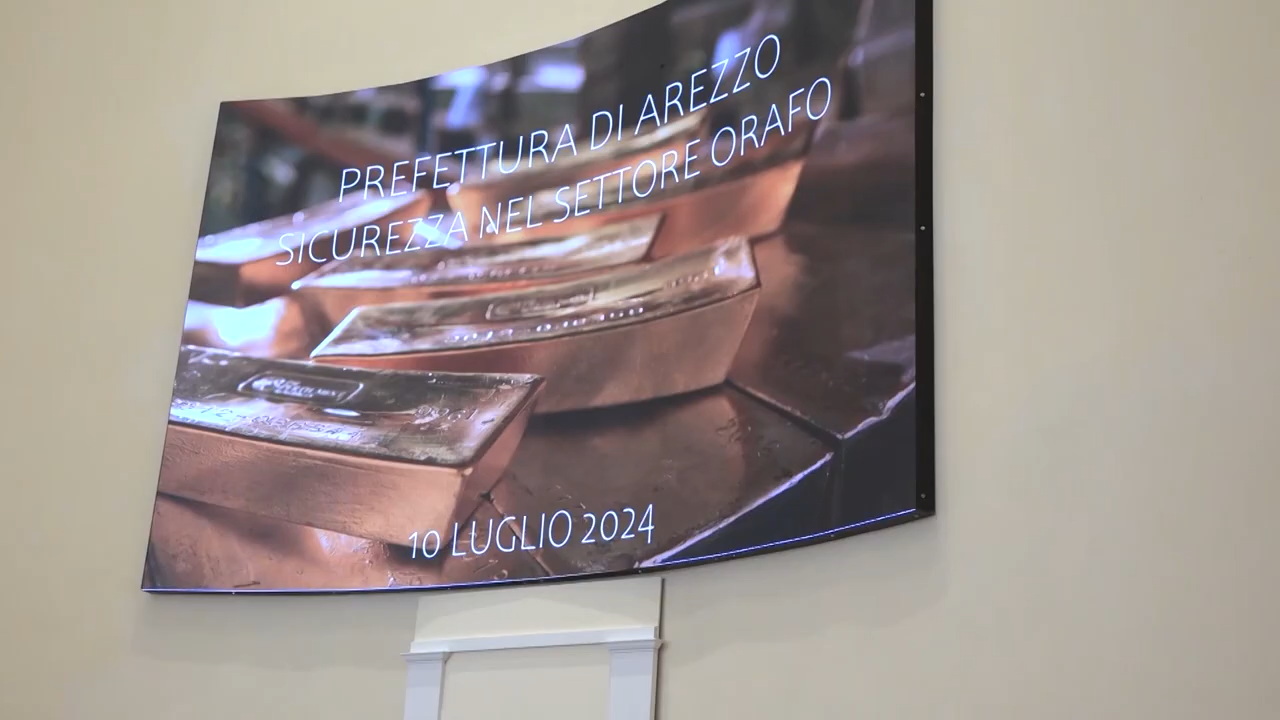 PREFETTURA DI AREZZO
SICUREZZA NEL SETTORE ORAFO
10 LUGLIO 2024